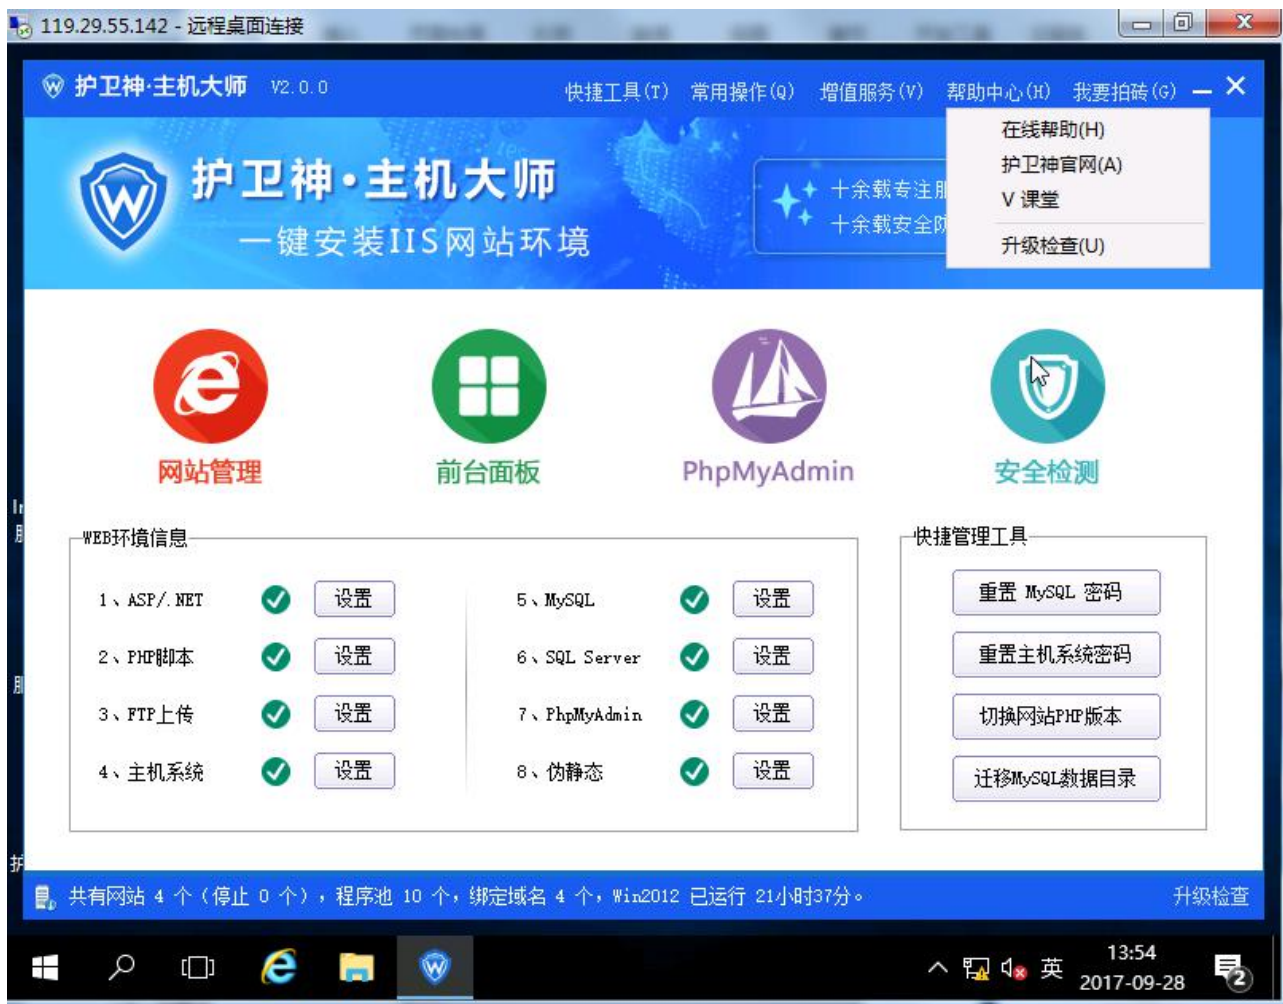 119.29.55.142 - 远程桌面连接
护卫神·主机大师 V2.0.0
快捷工具(T) 常用操作(Q) 增值服务(V) 帮助中心(H) 我要拍砖(G)
在线帮助(H)
护卫神官网(A)
V 课堂
升级检查(U)
护卫神·主机大师
一键安装IIS网站环境
十余载专注服
十余载安全防
网站管理
前台面板
PhpMyAdmin
安全检测
WEB环境信息
1、ASP/.NET 设置
2、PHP脚本 设置
3、FTP上传 设置
4、主机系统 设置
5、MySQL 设置
6、SQL Server 设置
7、PhpMyAdmin 设置
8、伪静态 设置
快捷管理工具
重置 MySQL 密码
重置主机系统密码
切换网站PHP版本
迁移MySQL数据目录
共有网站 4 个（停止 0 个），程序池 10 个，绑定域名 4 个，Win2012 已运行 21小时37分。
升级检查
英
13:54
2017-09-28
2